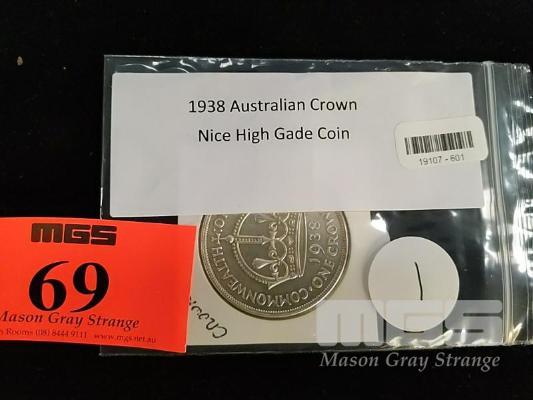 1938 Australian Crown
Nice High Gade Coin
19107 - 601
COMMONWEALTH
1938
ONE CROWN
1
MGS
69
Mason Gray Strange
Rooms (08) 8444 9111 www.mgs.net.au
MGS
Mason Gray Strange